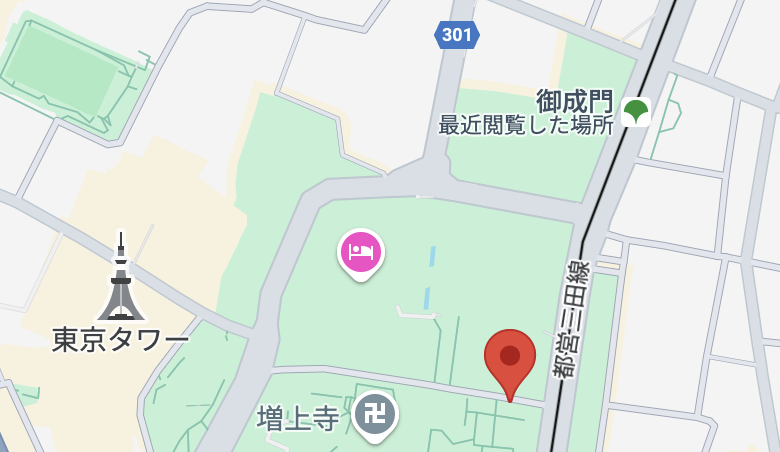 301
御成門
最近閲覧した場所
都営三田線
東京タワー
増上寺